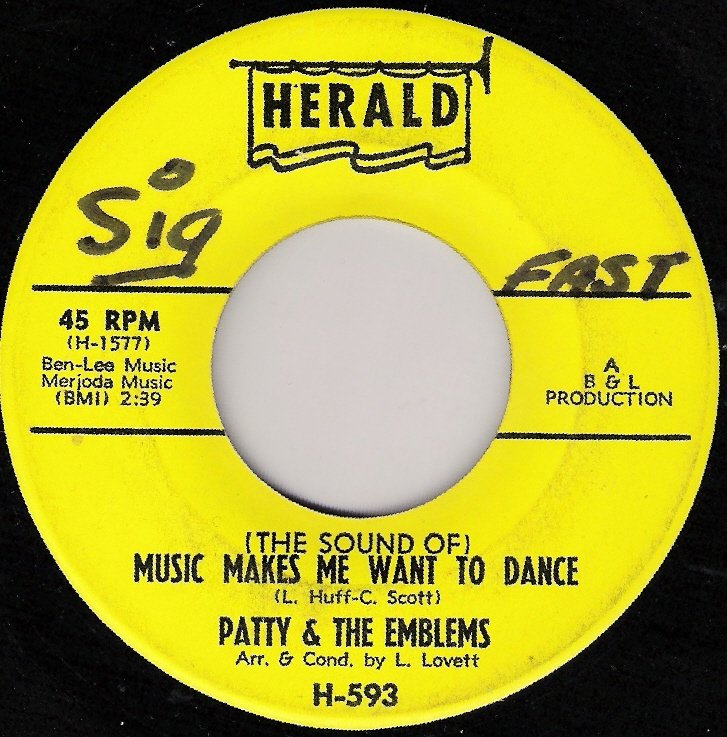 HERALD
Sig
FAST
45 RPM
(H-1577)
Ben-Lee Music
Merjoda Music
(BMI) 2:39
A
B & L
PRODUCTION
(THE SOUND OF)
MUSIC MAKES ME WANT TO DANCE
(L. Huff-C. Scott)
PATTY & THE EMBLEMS
Arr. & Cond. by L. Lovett
H-593